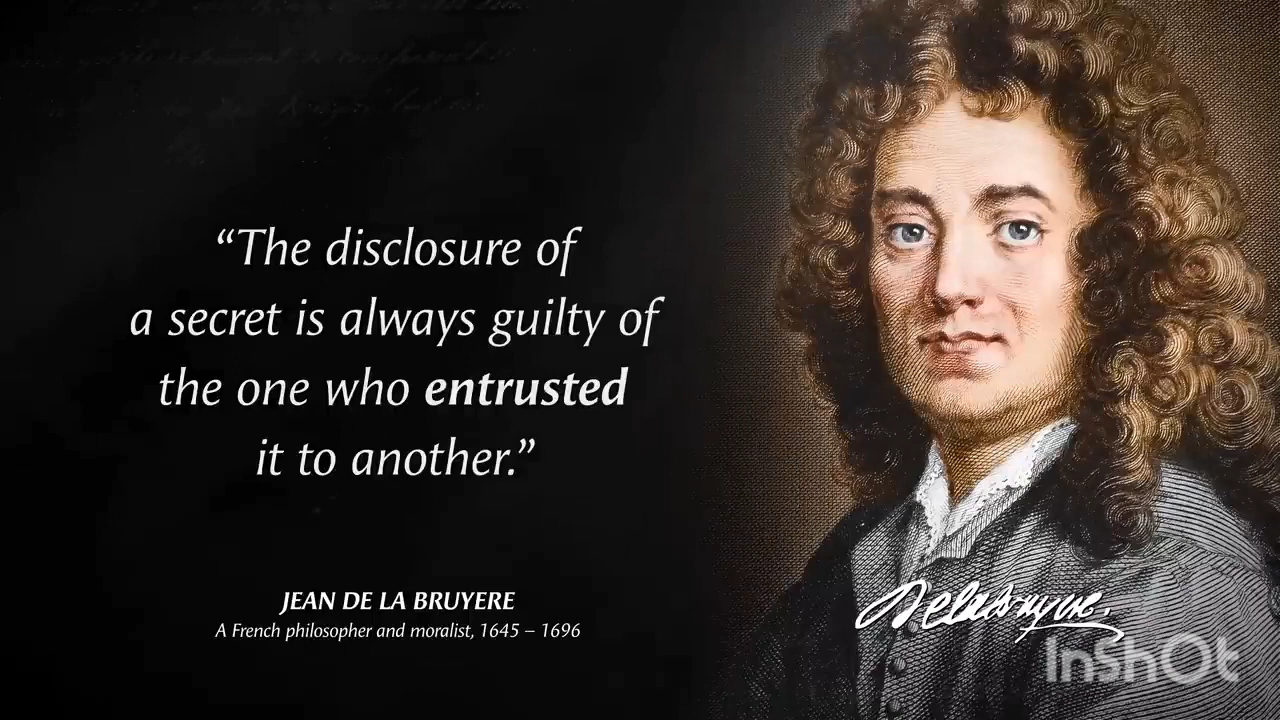 “The disclosure of
a secret is always guilty of
the one who entrusted
it to another.”
JEAN DE LA BRUYERE
A French philosopher and moralist, 1645 – 1696
Delabruyere.
InShOt